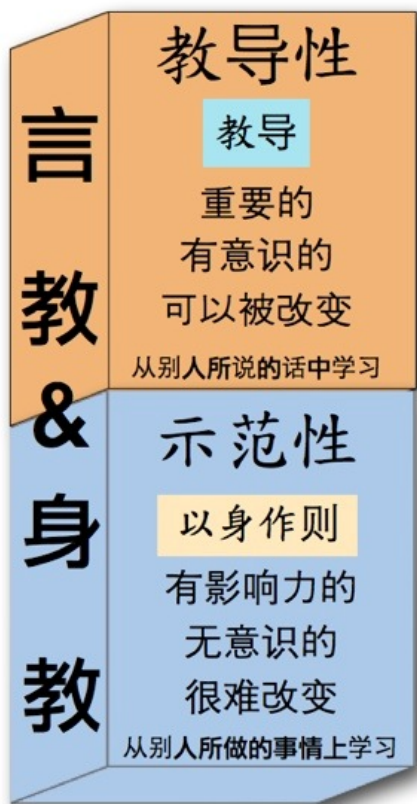 言教&身教
教导性
教导
重要的
有意识的
可以被改变
从别人所说的话中学习
示范性
以身作则
有影响力的
无意识的
很难改变
从别人所做的事情上学习